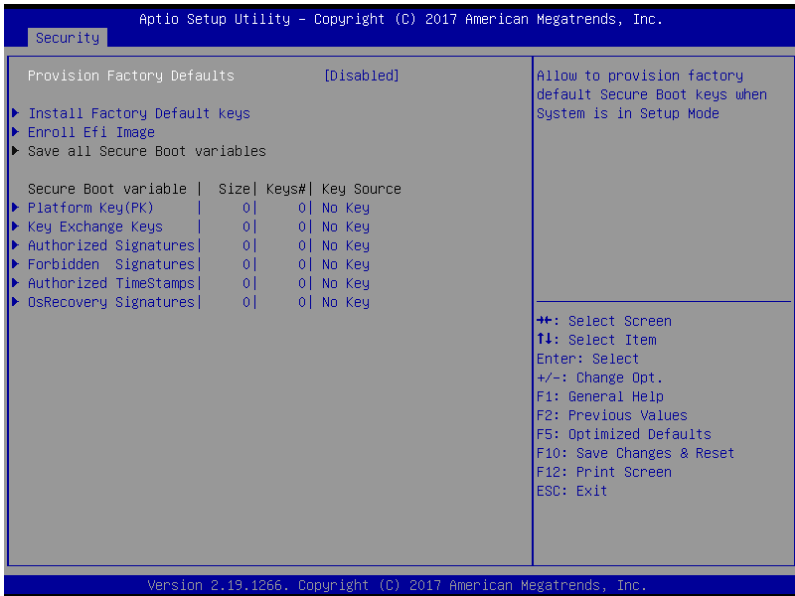 Aptio Setup Utility – Copyright (C) 2017 American Megatrends, Inc.
Security
Provision Factory Defaults [Disabled]
▶ Install Factory Default keys
▶ Enroll Efi Image
▶ Save all Secure Boot variables
Secure Boot variable | Size| Keys#| Key Source
▶ Platform Key(PK) | 0| 0| No Key
▶ Key Exchange Keys | 0| 0| No Key
▶ Authorized Signatures| 0| 0| No Key
▶ Forbidden Signatures| 0| 0| No Key
▶ Authorized TimeStamps| 0| 0| No Key
▶ OsRecovery Signatures| 0| 0| No Key
Allow to provision factory
default Secure Boot keys when
System is in Setup Mode
→←: Select Screen
↑↓: Select Item
Enter: Select
+/-: Change Opt.
F1: General Help
F2: Previous Values
F5: Optimized Defaults
F10: Save Changes & Reset
F12: Print Screen
ESC: Exit
Version 2.19.1266. Copyright (C) 2017 American Megatrends, Inc.